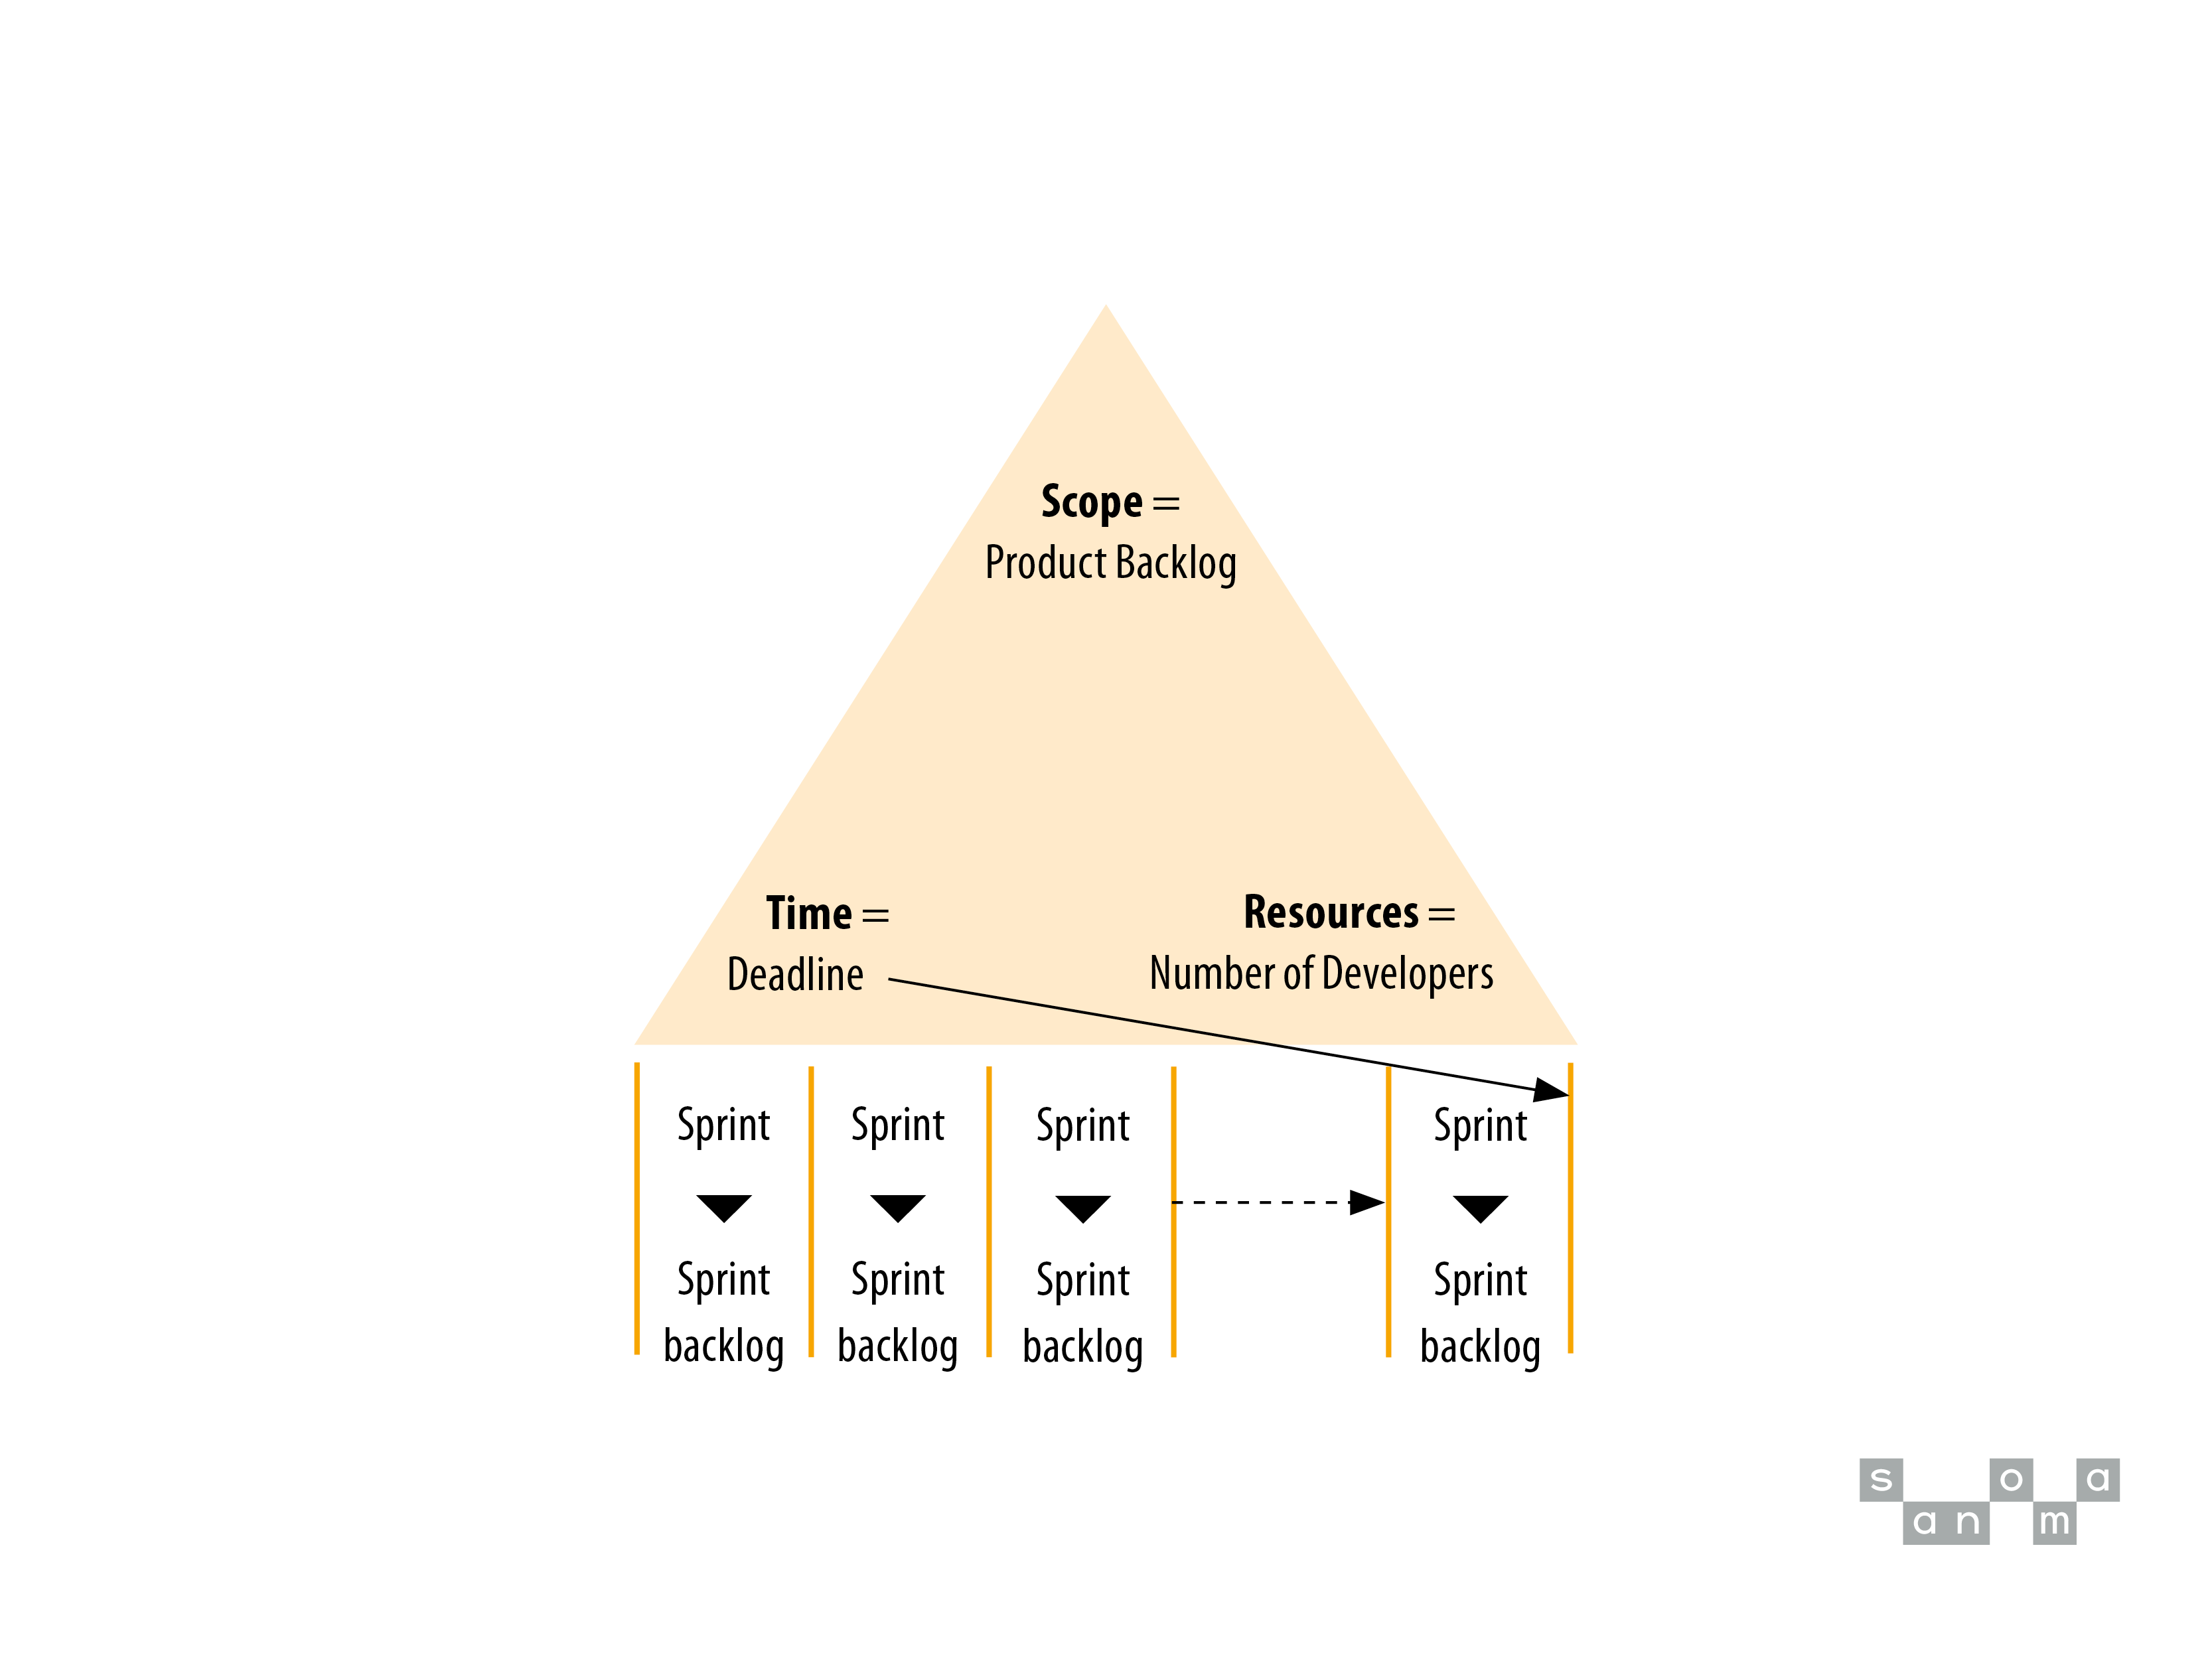 Scope =
Product Backlog
Time =
Deadline
Resources =
Number of Developers
Sprint
Sprint
Sprint
Sprint
Sprint
backlog
Sprint
backlog
Sprint
backlog
Sprint
backlog
sanoma